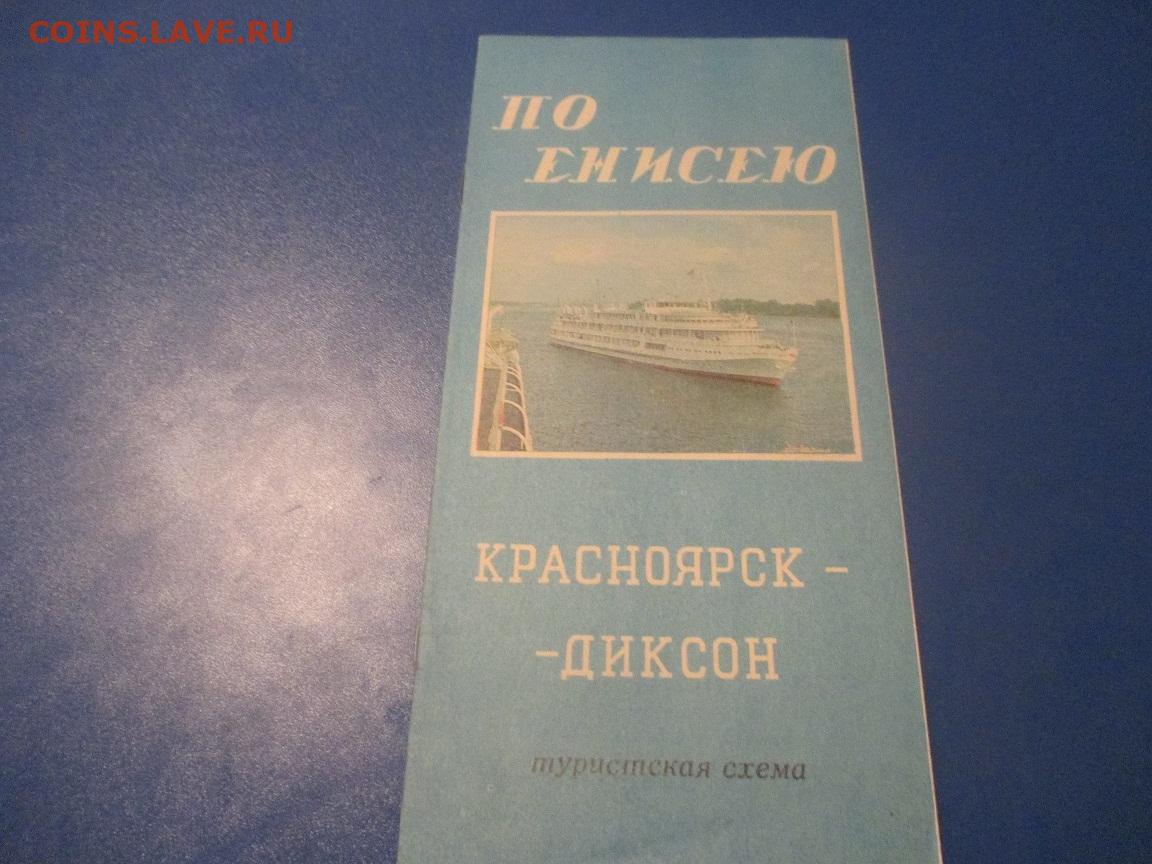 COINS.LAVE.RU
ПО
ЕНИСЕЮ
КРАСНОЯРСК –
–ДИКСОН
туристская схема